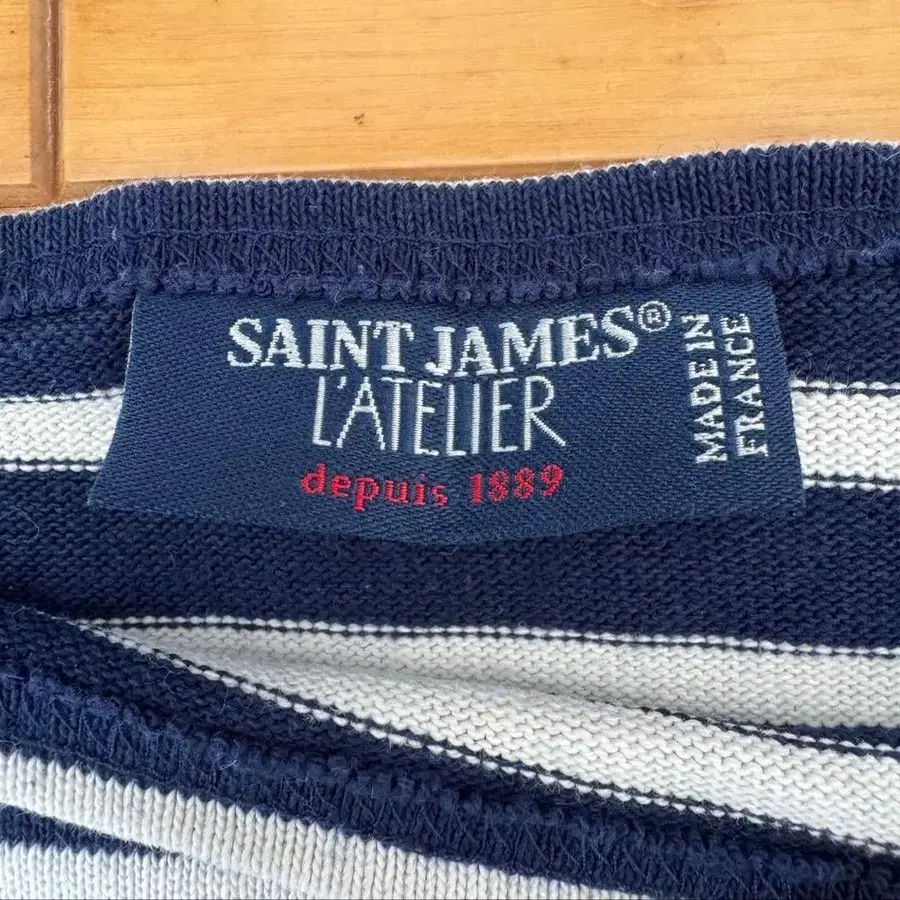 SAINT JAMES®
L'ATELIER
depuis 1889
MADE IN
FRANCE